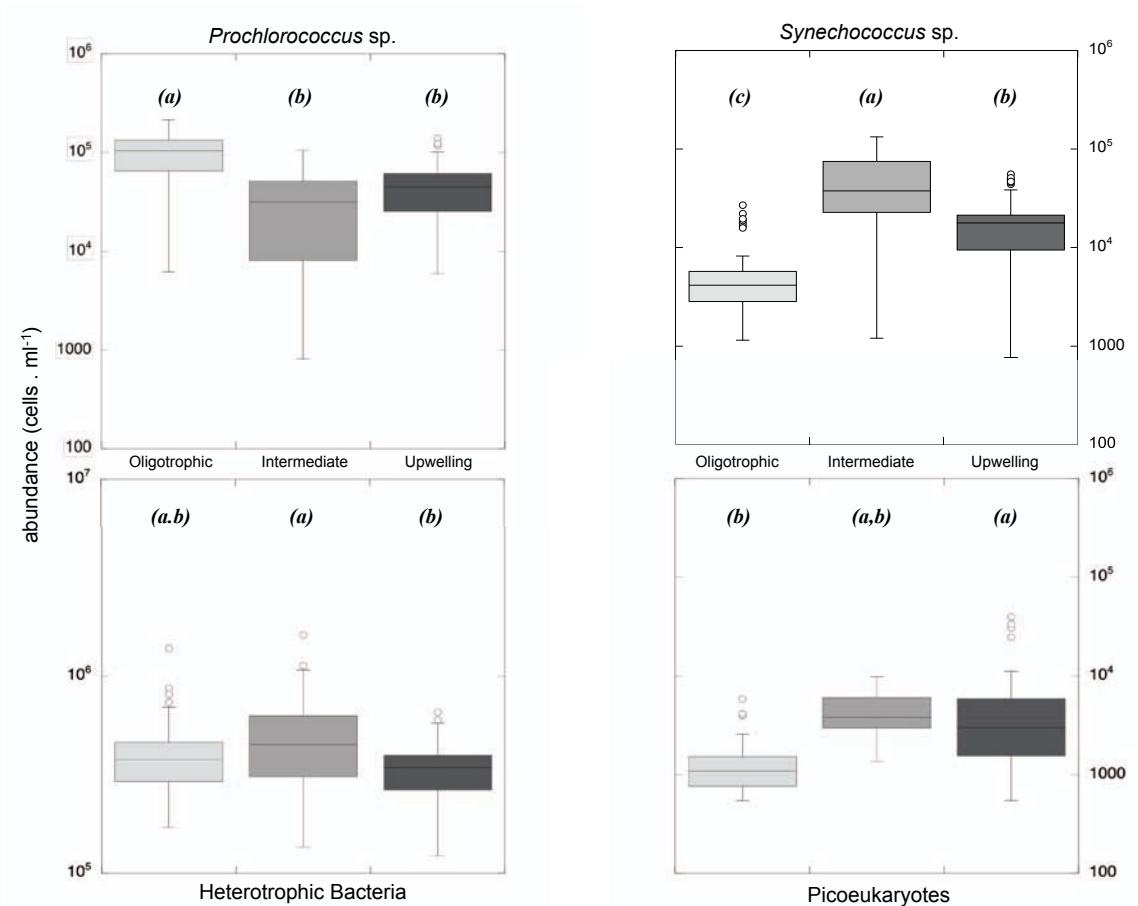 Prochlorococcus sp.
Synechococcus sp.
10⁶
(a)
(b)
(b)
10⁵
10⁴
1000
100
Oligotrophic
Intermediate
Upwelling
10⁶
(c)
(a)
(b)
10⁵
10⁴
1000
100
Oligotrophic
Intermediate
Upwelling
abundance (cells . ml⁻¹)
10⁷
(a.b)
(a)
(b)
10⁶
10⁵
Heterotrophic Bacteria
10⁶
(b)
(a,b)
(a)
10⁵
10⁴
1000
100
Picoeukaryotes